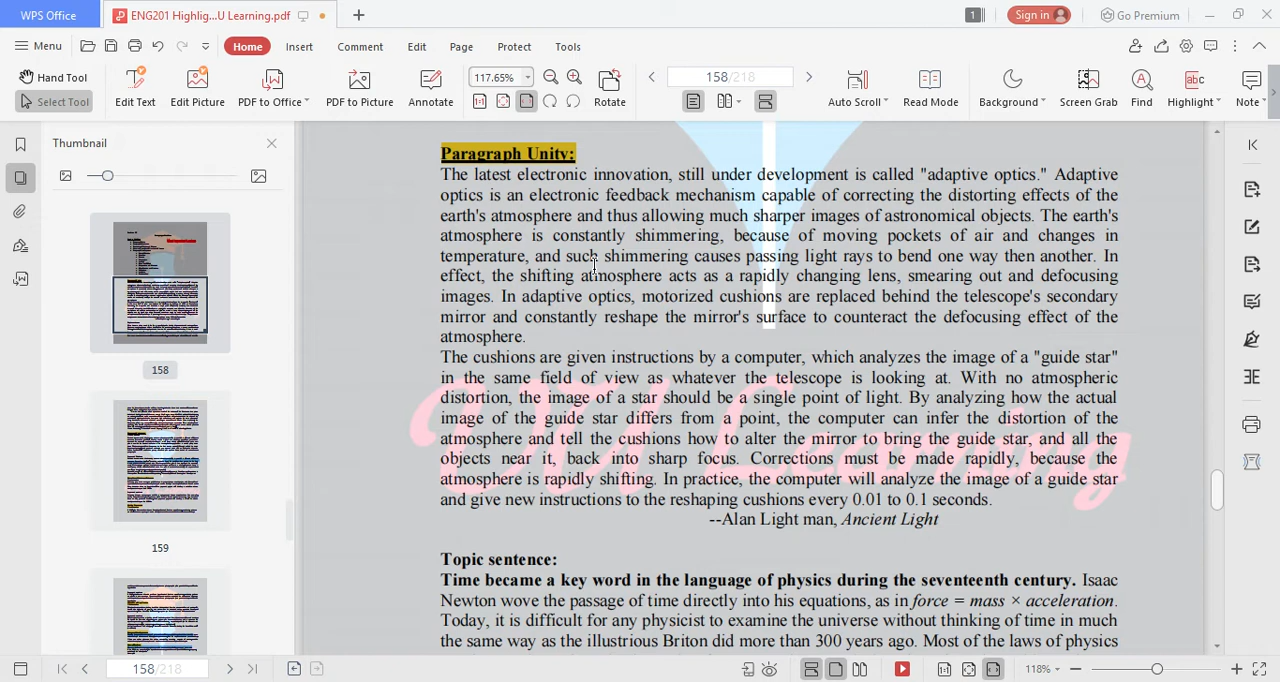 WPS Office
ENG201 Highlig...U Learning.pdf
1
Sign in
Go Premium
Menu
Home
Insert
Comment
Edit
Page
Protect
Tools
Hand Tool
Select Tool
Edit Text
Edit Picture
PDF to Office
PDF to Picture
Annotate
117.65%
Rotate
158/218
Auto Scroll
Read Mode
Background
Screen Grab
Find
Highlight
Note
Thumbnail
158
159
Paragraph Unity:
The latest electronic innovation, still under development is called "adaptive optics." Adaptive
optics is an electronic feedback mechanism capable of correcting the distorting effects of the
earth's atmosphere and thus allowing much sharper images of astronomical objects. The earth's
atmosphere is constantly shimmering, because of moving pockets of air and changes in
temperature, and such shimmering causes passing light rays to bend one way then another. In
effect, the shifting atmosphere acts as a rapidly changing lens, smearing out and defocusing
images. In adaptive optics, motorized cushions are replaced behind the telescope's secondary
mirror and constantly reshape the mirror's surface to counteract the defocusing effect of the
atmosphere.
The cushions are given instructions by a computer, which analyzes the image of a "guide star"
in the same field of view as whatever the telescope is looking at. With no atmospheric
distortion, the image of a star should be a single point of light. By analyzing how the actual
image of the guide star differs from a point, the computer can infer the distortion of the
atmosphere and tell the cushions how to alter the mirror to bring the guide star, and all the
objects near it, back into sharp focus. Corrections must be made rapidly, because the
atmosphere is rapidly shifting. In practice, the computer will analyze the image of a guide star
and give new instructions to the reshaping cushions every 0.01 to 0.1 seconds.
--Alan Light man, Ancient Light
Topic sentence:
Time became a key word in the language of physics during the seventeenth century. Isaac
Newton wove the passage of time directly into his equations, as in force = mass × acceleration.
Today, it is difficult for any physicist to examine the universe without thinking of time in much
the same way as the illustrious Briton did more than 300 years ago. Most of the laws of physics
Learning
158/218
118%